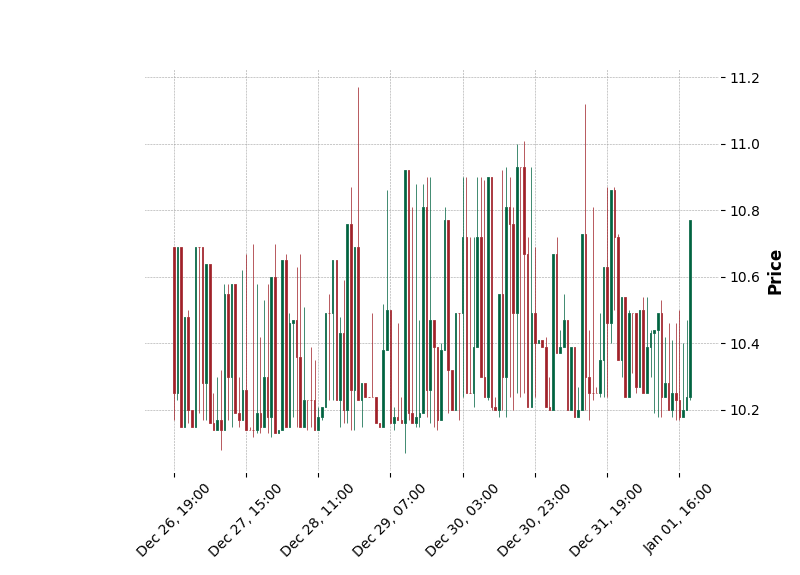 11.2
11.0
10.8
10.6
10.4
10.2
Price
Dec 26, 19:00
Dec 27, 15:00
Dec 28, 11:00
Dec 29, 07:00
Dec 30, 03:00
Dec 30, 23:00
Dec 31, 19:00
Jan 01, 16:00